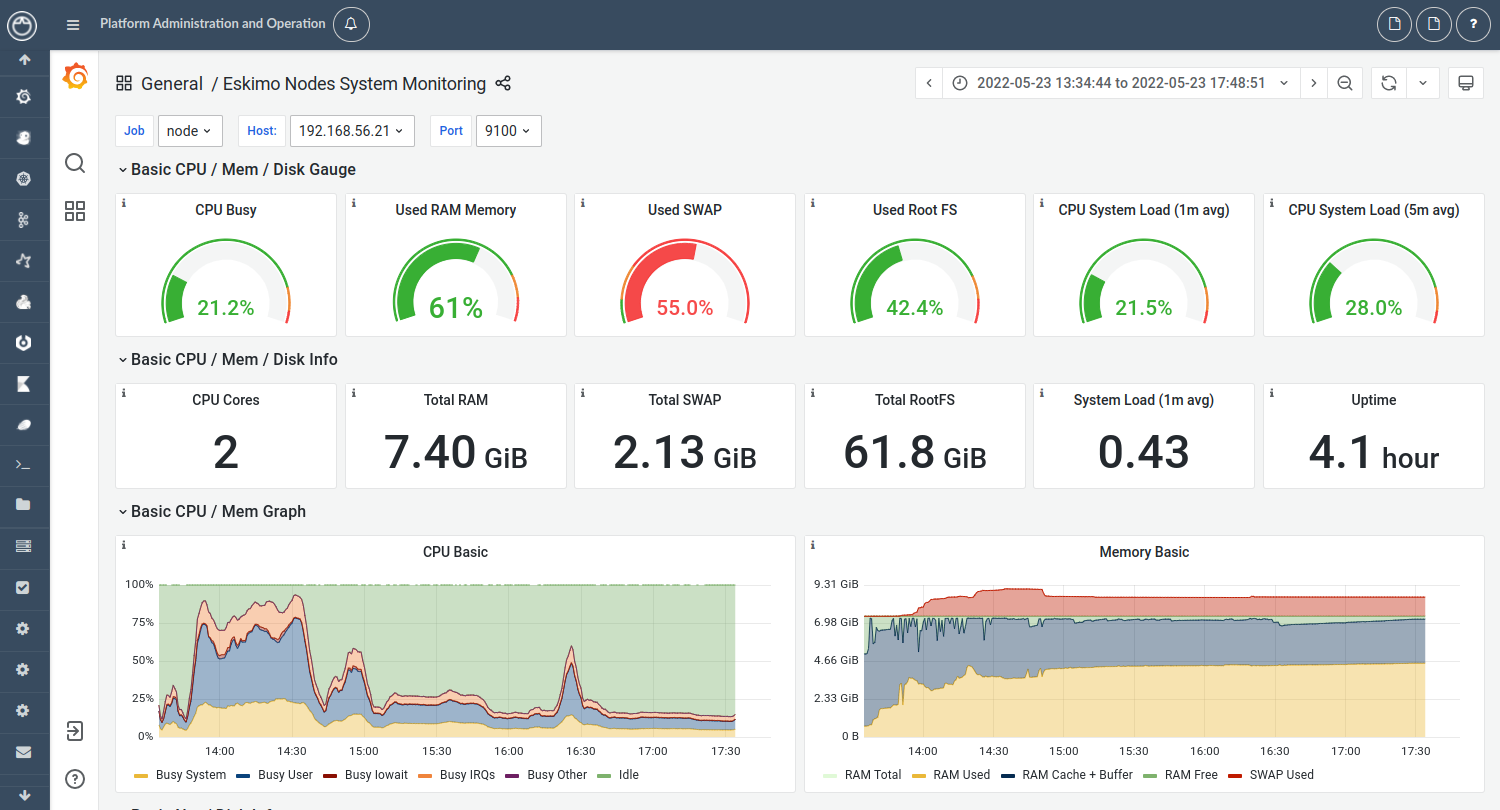 Platform Administration and Operation
?
General / Eskimo Nodes System Monitoring
2022-05-23 13:34:44 to 2022-05-23 17:48:51
Job node Host: 192.168.56.21 Port 9100
Basic CPU / Mem / Disk Gauge
i i i i i i
CPU Busy Used RAM Memory Used SWAP Used Root FS CPU System Load (1m avg) CPU System Load (5m avg)
21.2% 61% 55.0% 42.4% 21.5% 28.0%
Basic CPU / Mem / Disk Info
i i i i i i
CPU Cores Total RAM Total SWAP Total RootFS System Load (1m avg) Uptime
2 7.40 GiB 2.13 GiB 61.8 GiB 0.43 4.1 hour
Basic CPU / Mem Graph
i
CPU Basic
100%
75%
50%
25%
0%
14:00 14:30 15:00 15:30 16:00 16:30 17:00 17:30
Busy System Busy User Busy Iowait Busy IRQs Busy Other Idle
i
Memory Basic
9.31 GiB
6.98 GiB
4.66 GiB
2.33 GiB
0 B
14:00 14:30 15:00 15:30 16:00 16:30 17:00 17:30
RAM Total RAM Used RAM Cache + Buffer RAM Free SWAP Used
?